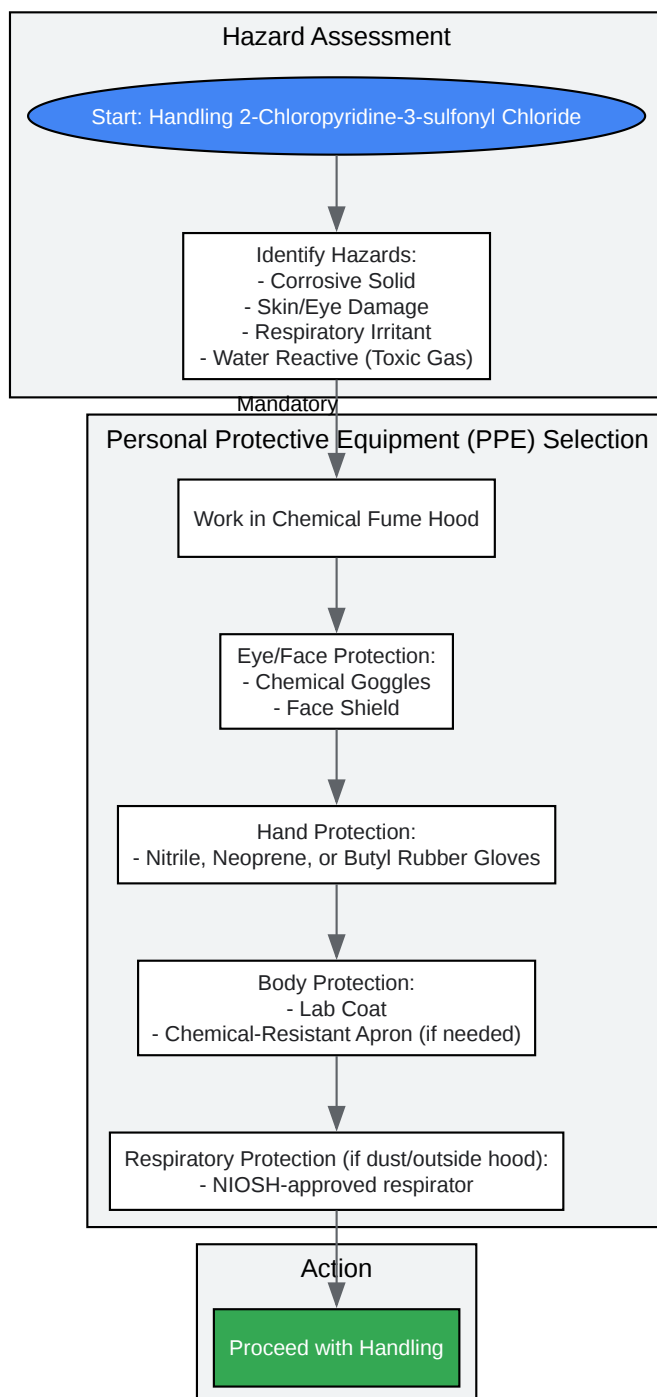 Hazard Assessment
Start: Handling 2-Chloropyridine-3-sulfonyl Chloride
Identify Hazards:
- Corrosive Solid
- Skin/Eye Damage
- Respiratory Irritant
- Water Reactive (Toxic Gas)
Mandatory
Personal Protective Equipment (PPE) Selection
Work in Chemical Fume Hood
Eye/Face Protection:
- Chemical Goggles
- Face Shield
Hand Protection:
- Nitrile, Neoprene, or Butyl Rubber Gloves
Body Protection:
- Lab Coat
- Chemical-Resistant Apron (if needed)
Respiratory Protection (if dust/outside hood):
- NIOSH-approved respirator
Action
Proceed with Handling